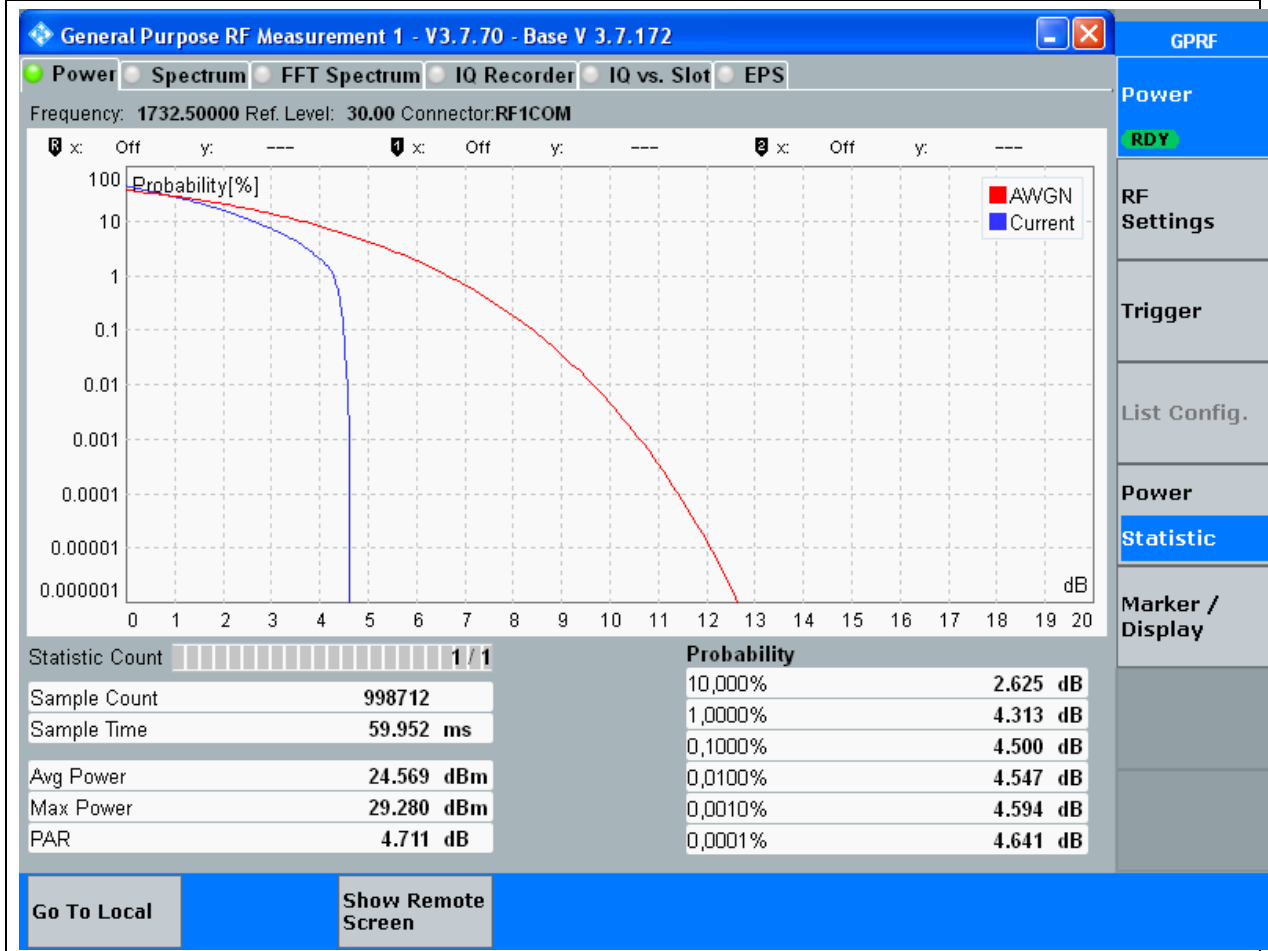 General Purpose RF Measurement 1 - V3.7.70 - Base V 3.7.172
GPRF
Power Spectrum FFT Spectrum IQ Recorder IQ vs. Slot EPS
Frequency: 1732.50000 Ref. Level: 30.00 Connector:RF1COM
R x: Off y: --- 1 x: Off y: --- 2 x: Off y: ---
Probability[%]
AWGN
Current
100
10
1
0.1
0.01
0.001
0.0001
0.00001
0.000001
dB
0 1 2 3 4 5 6 7 8 9 10 11 12 13 14 15 16 17 18 19 20
Statistic Count 1 / 1
Sample Count 998712
Sample Time 59.952 ms
Avg Power 24.569 dBm
Max Power 29.280 dBm
PAR 4.711 dB
Probability
10,000% 2.625 dB
1,0000% 4.313 dB
0,1000% 4.500 dB
0,0100% 4.547 dB
0,0010% 4.594 dB
0,0001% 4.641 dB
Power
RDY
RF
Settings
Trigger
List Config.
Power
Statistic
Marker /
Display
Go To Local
Show Remote
Screen